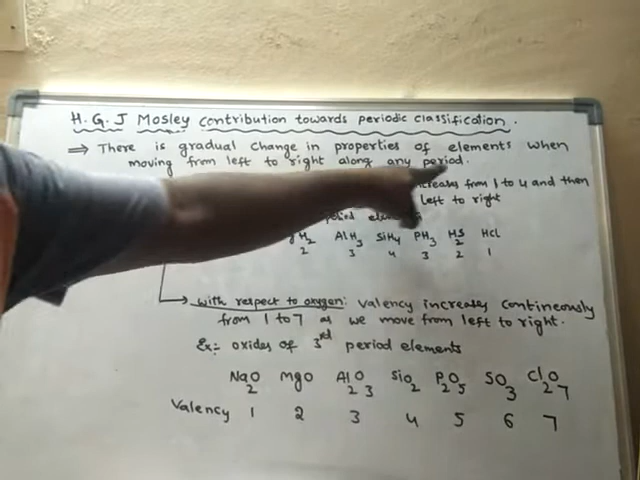 H. G. J Mosley contribution towards periodic classification.
⇒ There is gradual change in properties of elements when
moving from left to right along any period.
from 1 to 4 and then
left to right
H2 AlH3 SiH4 PH3 H2S HCl
2 3 4 3 2 1
with respect to oxygen: valency increases contineously
from 1 to 7 as we move from left to right.
Ex:- oxides of 3rd period elements
Na2O MgO Al2O3 SiO2 P2O5 SO3 Cl2O7
Valency 1 2 3 4 5 6 7